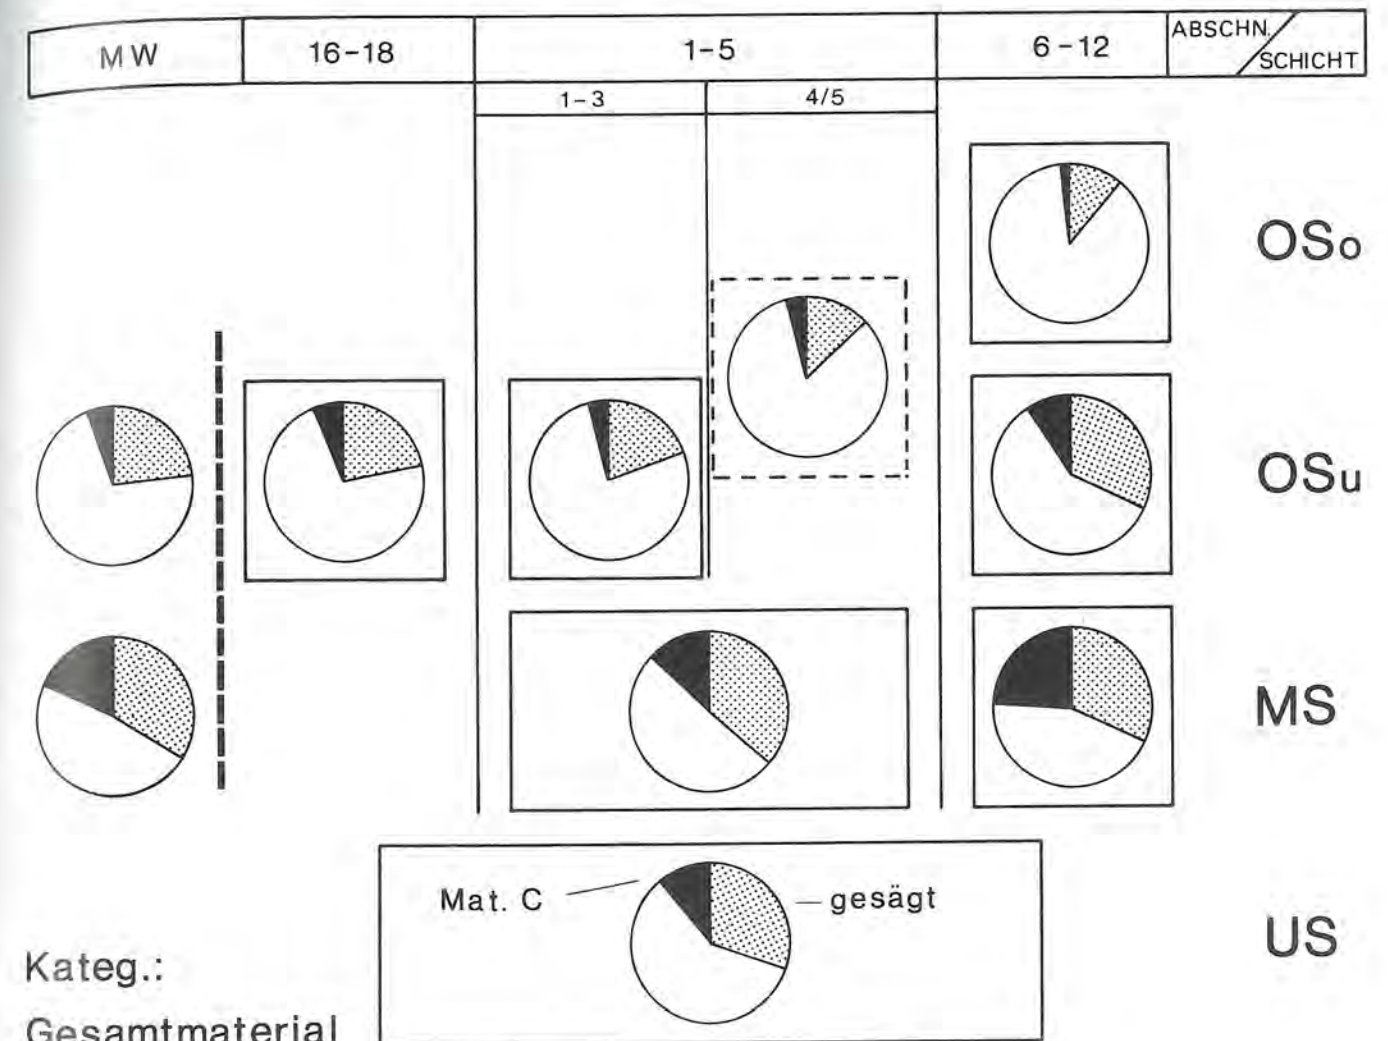 MW 16-18 1-5 6-12 ABSCHN. SCHICHT
1-3 4/5
OSo
OSu
MS
Mat. C gesägt
US
Kateg.:
Gesamtmaterial